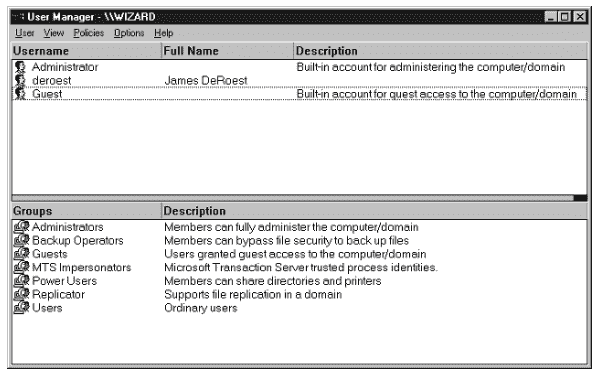 User Manager - \\WIZARD
User View Policies Options Help
Username Full Name Description
Administrator Built-in account for administering the computer/domain
deroest James DeRoest
Guest Built-in account for guest access to the computer/domain
Groups Description
Administrators Members can fully administer the computer/domain
Backup Operators Members can bypass file security to back up files
Guests Users granted guest access to the computer/domain
MTS Impersonators Microsoft Transaction Server trusted process identities.
Power Users Members can share directories and printers
Replicator Supports file replication in a domain
Users Ordinary users